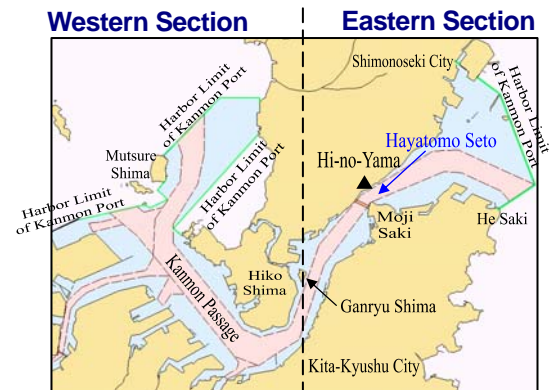 Western Section
Eastern Section
Shimonoseki City
Harbor Limit
of Kanmon Port
Harbor Limit
of Kanmon Port
Hayatomo Seto
Mutsure
Shima
Hi-no-Yama
Harbor Limit
of Kanmon Port
Harbor Limit
of Kanmon Port
Moji
Saki
He Saki
Kanmon Passage
Hiko
Shima
Ganryu Shima
Kita-Kyushu City